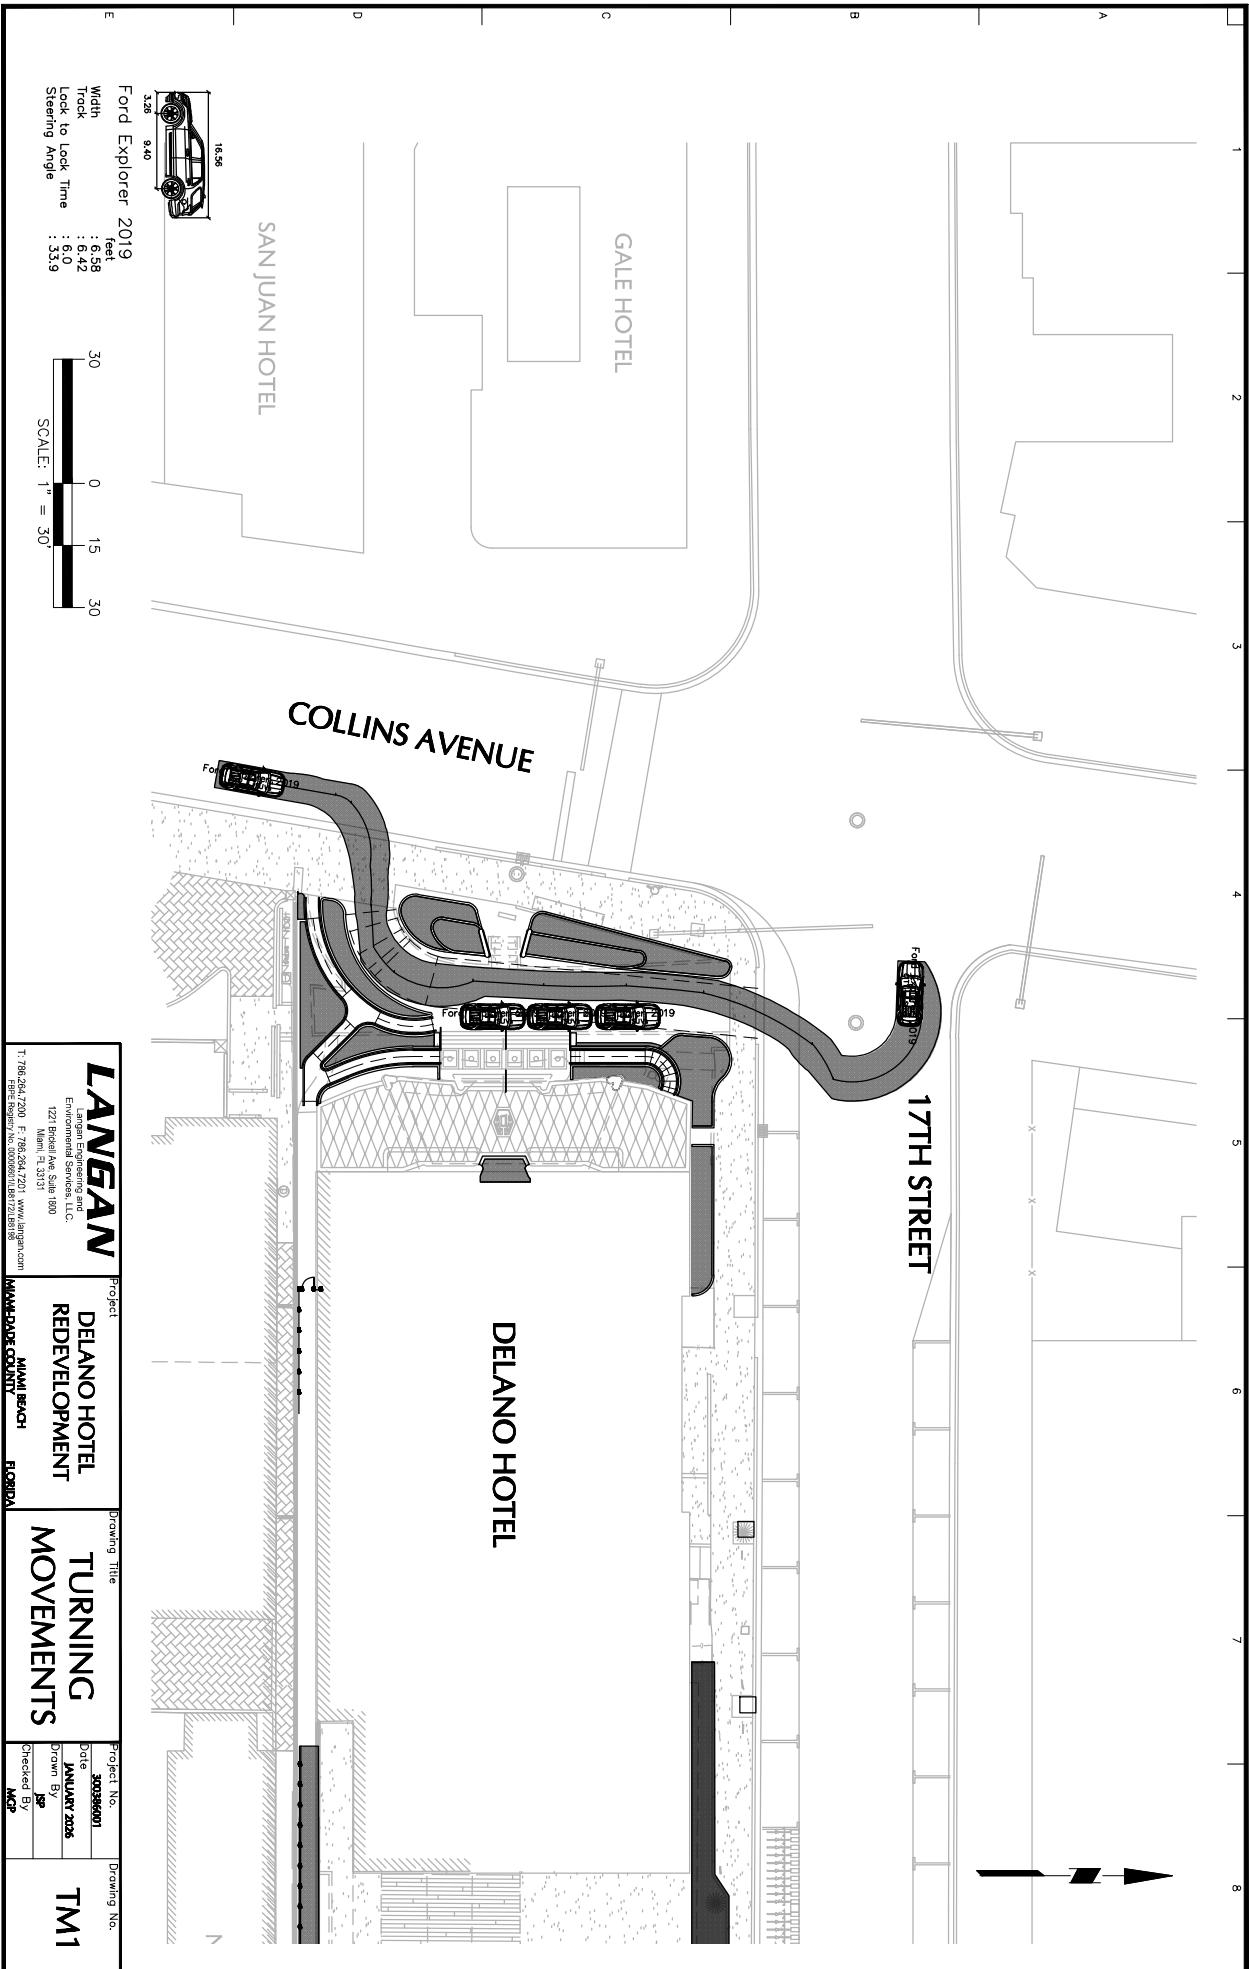 1
2
3
4
5
6
7
8
A
B
C
D
E
GALE HOTEL
SAN JUAN HOTEL
16.56
3.26
9.40
Ford Explorer 2019
feet
Width : 6.58
Track : 6.42
Lock to Lock Time : 6.0
Steering Angle : 33.9
30
0
15
30
SCALE: 1" = 30'
COLLINS AVENUE
17TH STREET
DELANO HOTEL
LANGAN
Langan Engineering and
Environmental Services, LLC.
1221 Brickell Ave, Suite 1800
Miami, FL 33131
T: 786.264.7200 F: 786.264.7201 www.langan.com
Project
DELANO HOTEL
REDEVELOPMENT
MIAMI BEACH
MIAMI-DADE COUNTY
FLORIDA
Drawing Title
TURNING
MOVEMENTS
Project No.
300386001
Date
JANUARY 2026
Drawn By
JSP
Checked By
MGP
Drawing No.
TM1